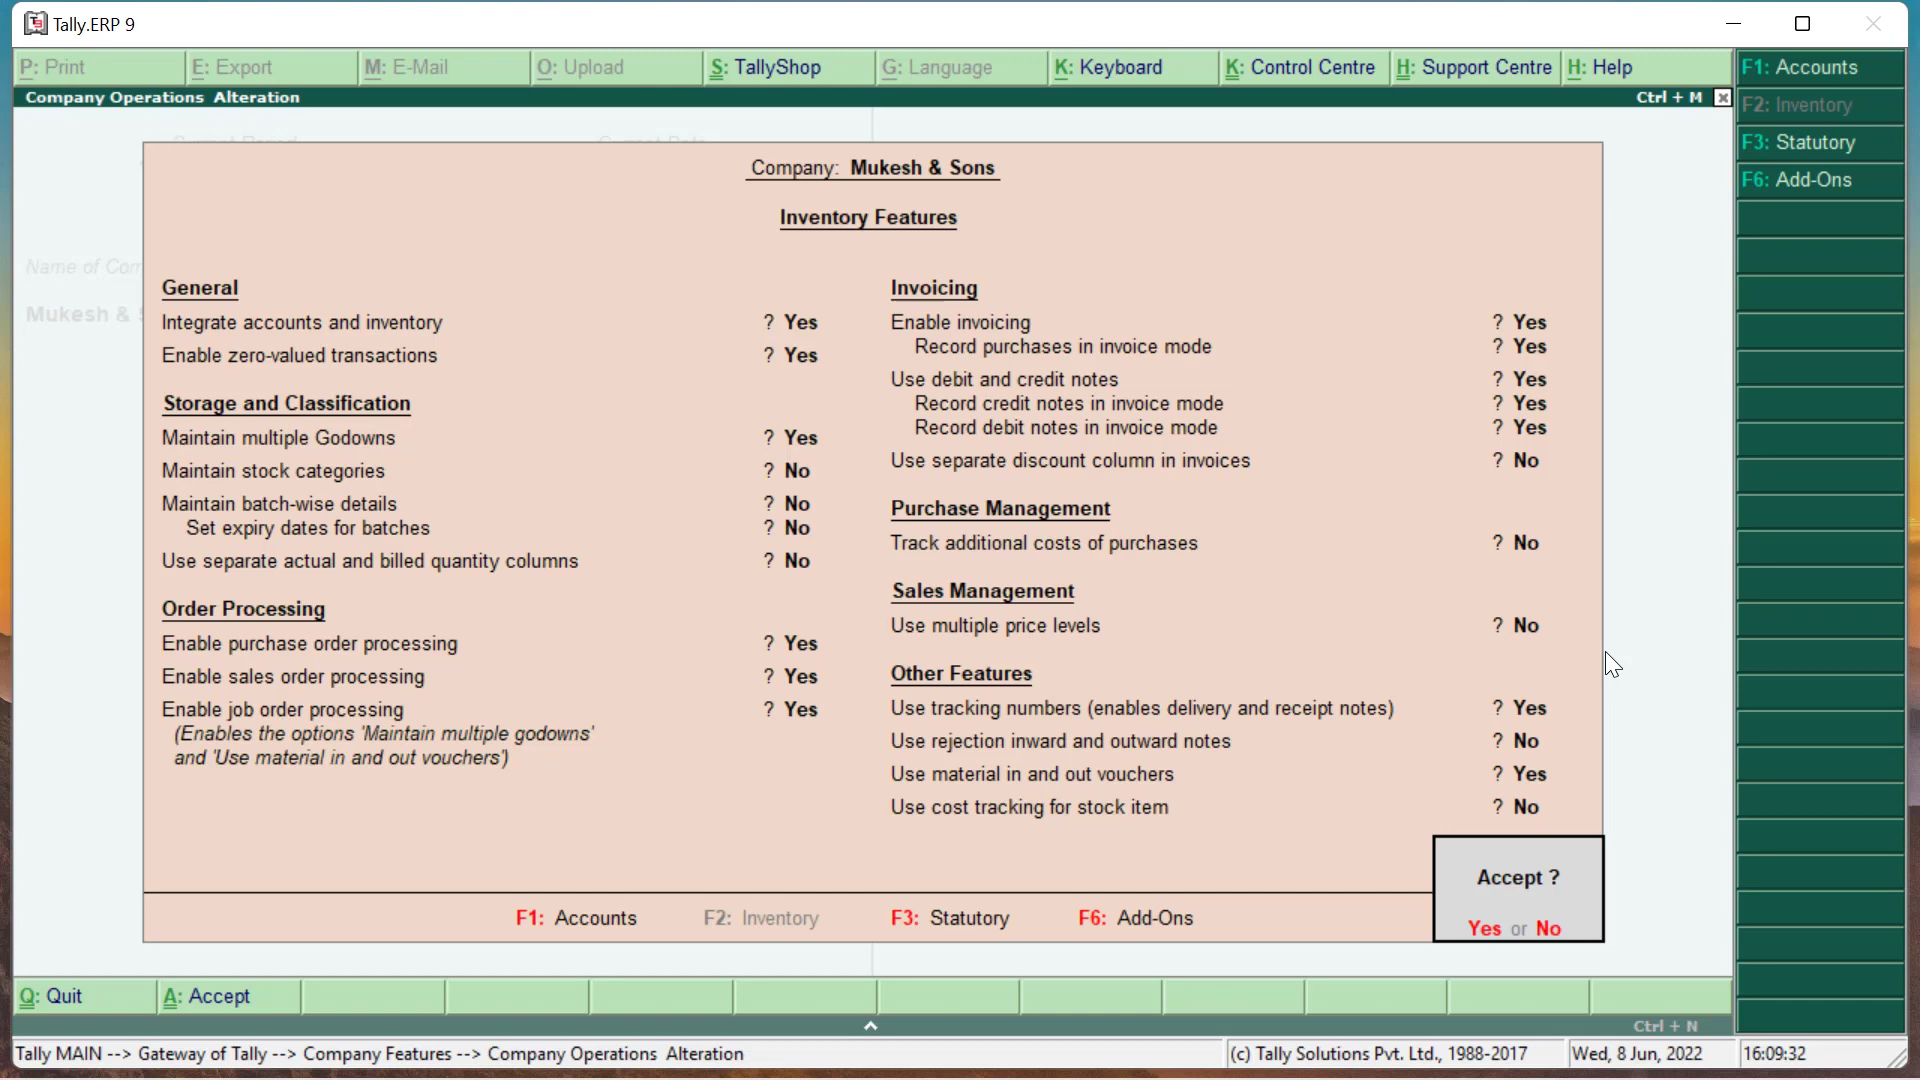 Tally.ERP 9
P: Print E: Export M: E-Mail O: Upload S: TallyShop G: Language K: Keyboard K: Control Centre H: Support Centre H: Help
Company Operations Alteration Ctrl + M
F1: Accounts
F2: Inventory
F3: Statutory
F6: Add-Ons
Current Period Current Date
Name of Com
Mukesh & S
Company: Mukesh & Sons
Inventory Features
General
Integrate accounts and inventory ? Yes
Enable zero-valued transactions ? Yes
Storage and Classification
Maintain multiple Godowns ? Yes
Maintain stock categories ? No
Maintain batch-wise details ? No
Set expiry dates for batches ? No
Use separate actual and billed quantity columns ? No
Order Processing
Enable purchase order processing ? Yes
Enable sales order processing ? Yes
Enable job order processing ? Yes
(Enables the options 'Maintain multiple godowns'
and 'Use material in and out vouchers')
Invoicing
Enable invoicing ? Yes
Record purchases in invoice mode ? Yes
Use debit and credit notes ? Yes
Record credit notes in invoice mode ? Yes
Record debit notes in invoice mode ? Yes
Use separate discount column in invoices ? No
Purchase Management
Track additional costs of purchases ? No
Sales Management
Use multiple price levels ? No
Other Features
Use tracking numbers (enables delivery and receipt notes) ? Yes
Use rejection inward and outward notes ? No
Use material in and out vouchers ? Yes
Use cost tracking for stock item ? No
Accept ?
Yes or No
F1: Accounts F2: Inventory F3: Statutory F6: Add-Ons
Q: Quit A: Accept
Ctrl + N
Tally MAIN --> Gateway of Tally --> Company Features --> Company Operations Alteration (c) Tally Solutions Pvt. Ltd., 1988-2017 Wed, 8 Jun, 2022 16:09:32